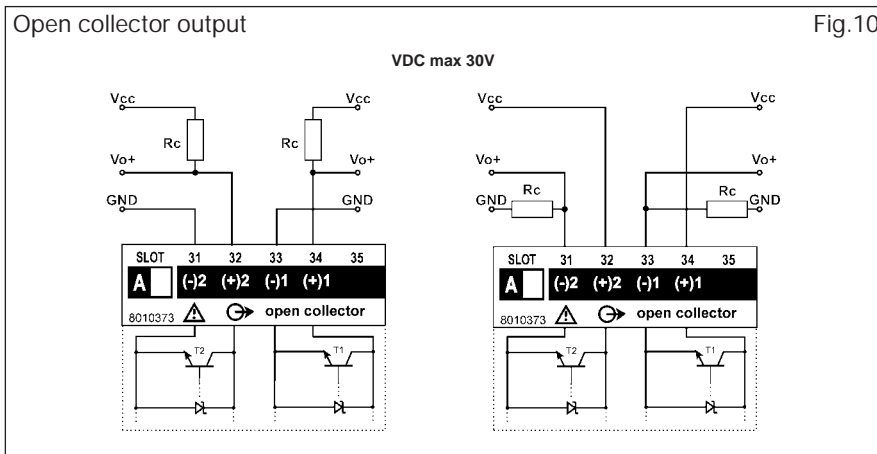 Open collector output Fig.10
VDC max 30V
Vcc Vcc Vcc Vcc
Rc Rc
Vo+ Vo+ Vo+ Vo+
GND GND GND Rc Rc GND
SLOT 31 32 33 34 35 SLOT 31 32 33 34 35
A (-)2 (+)2 (-)1 (+)1 A (-)2 (+)2 (-)1 (+)1
8010373 open collector 8010373 open collector
T2 T1 T2 T1